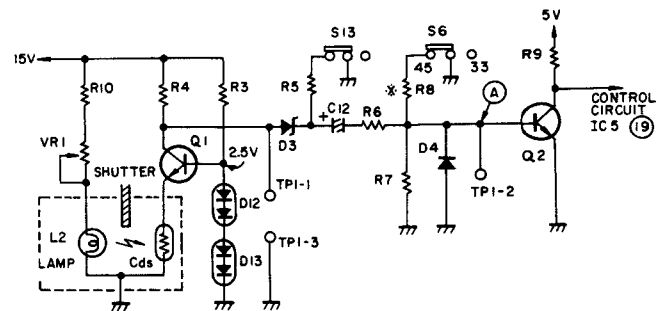 S13
S6
5V
15V
R10
R4
R3
R5
45
33
R9
※
R8
C12
+
R6
A
CONTROL
CIRCUIT
IC5 19
VR1
Q1
2.5V
D3
D4
Q2
SHUTTER
TP1-1
R7
TP1-2
D12
L2
LAMP
Cds
TP1-3
D13